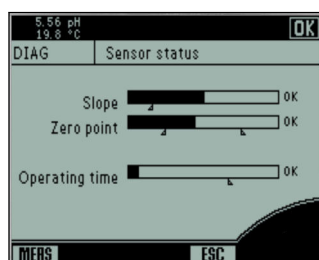 5.56 pH
19.8 °C
OK
DIAG Sensor status
Slope OK
Zero point OK
Operating time OK
MEAS ESC